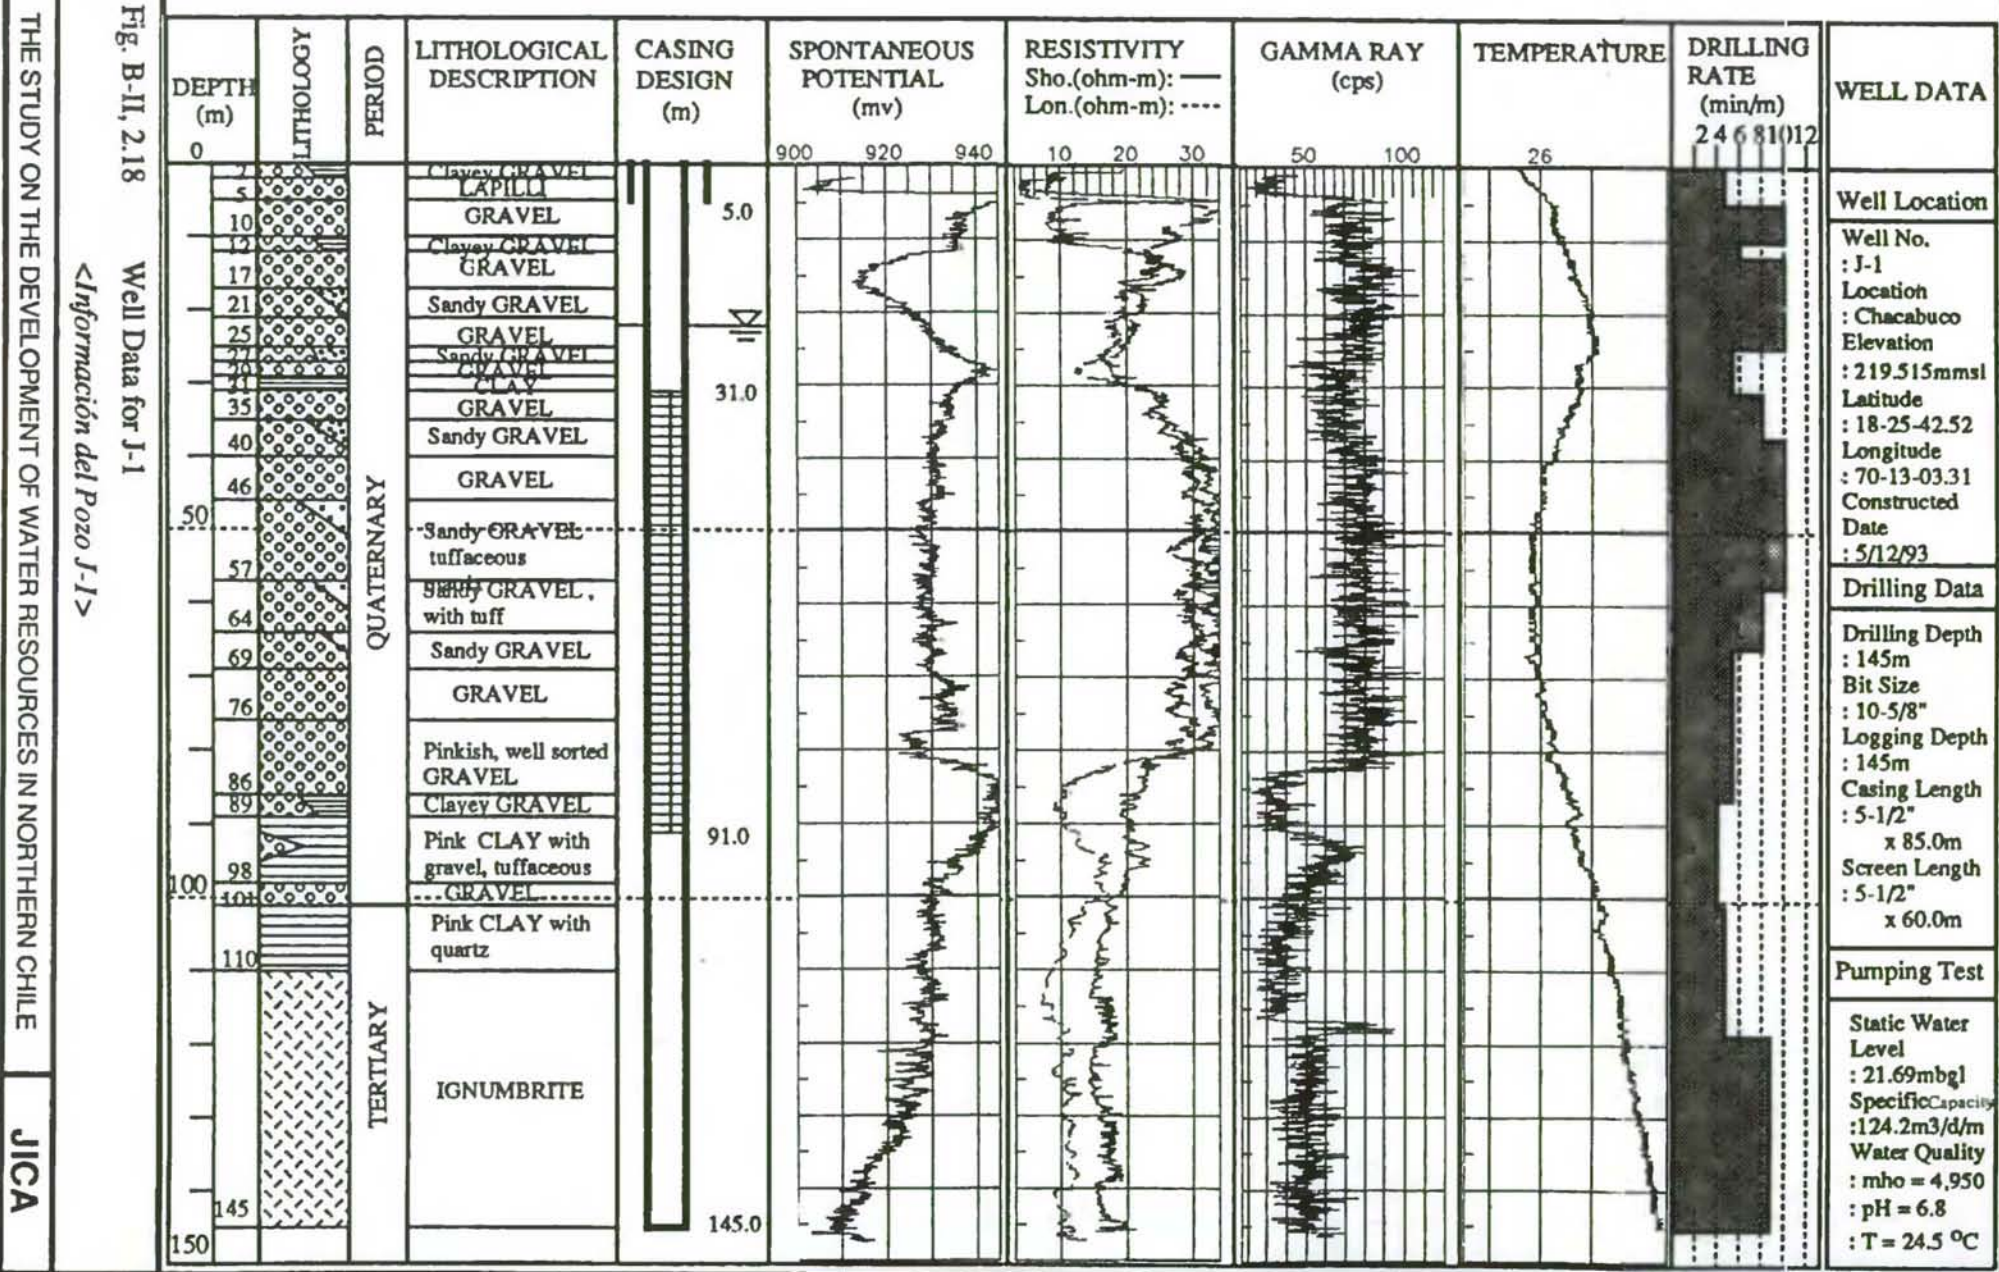 THE STUDY ON THE DEVELOPMENT OF WATER RESOURCES IN NORTHERN CHILE
JICA
Fig. B-II, 2.18 Well Data for J-1
<Información del Pozo J-1>
DEPTH
(m)
0
LITHOLOGY
PERIOD
LITHOLOGICAL
DESCRIPTION
CASING
DESIGN
(m)
SPONTANEOUS
POTENTIAL
(mv)
900 920 940
RESISTIVITY
Sho.(ohm-m):
Lon.(ohm-m):
10 20 30
GAMMA RAY
(cps)
50 100
TEMPERATURE
26
DRILLING
RATE
(min/m)
2 4 6 8 10 12
2
5
10
12
17
21
25
27
29
31
35
40
46
50
57
64
69
76
86
89
98
100
101
110
145
150
QUATERNARY
TERTIARY
Clayey GRAVEL
LAPILLI
GRAVEL
Clayey GRAVEL
GRAVEL
Sandy GRAVEL
GRAVEL
Sandy GRAVEL
GRAVEL
CLAY
GRAVEL
Sandy GRAVEL
GRAVEL
Sandy GRAVEL
tuffaceous
Sandy GRAVEL,
with tuff
Sandy GRAVEL
GRAVEL
Pinkish, well sorted
GRAVEL
Clayey GRAVEL
Pink CLAY with
gravel, tuffaceous
GRAVEL
Pink CLAY with
quartz
IGNUMBRITE
5.0
31.0
91.0
145.0
WELL DATA
Well Location
Well No.
: J-1
Location
: Chacabuco
Elevation
: 219.515mmsl
Latitude
: 18-25-42.52
Longitude
: 70-13-03.31
Constructed
Date
: 5/12/93
Drilling Data
Drilling Depth
: 145m
Bit Size
: 10-5/8"
Logging Depth
: 145m
Casing Length
: 5-1/2"
x 85.0m
Screen Length
: 5-1/2"
x 60.0m
Pumping Test
Static Water
Level
: 21.69mbgl
Specific Capacity
:124.2m3/d/m
Water Quality
: mho = 4,950
: pH = 6.8
: T = 24.5 °C